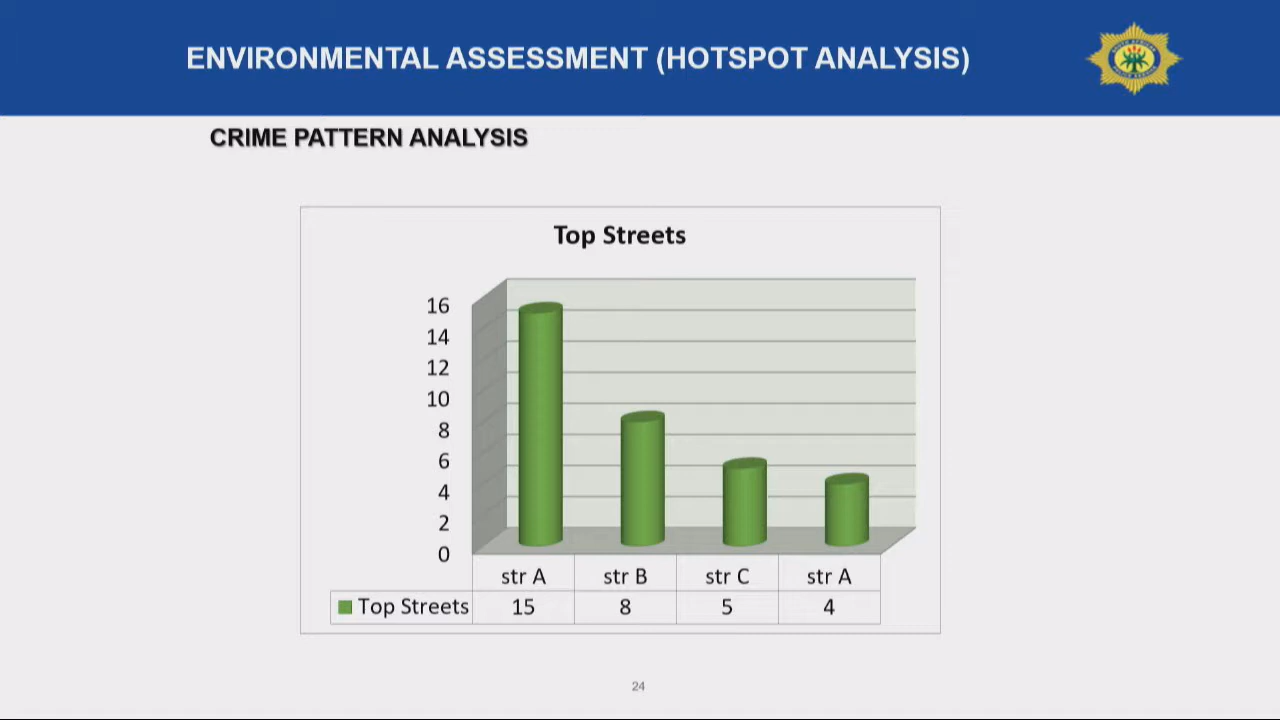 ENVIRONMENTAL ASSESSMENT (HOTSPOT ANALYSIS)
CRIME PATTERN ANALYSIS
Top Streets
16
14
12
10
8
6
4
2
0
str A str B str C str A
Top Streets 15 8 5 4
24